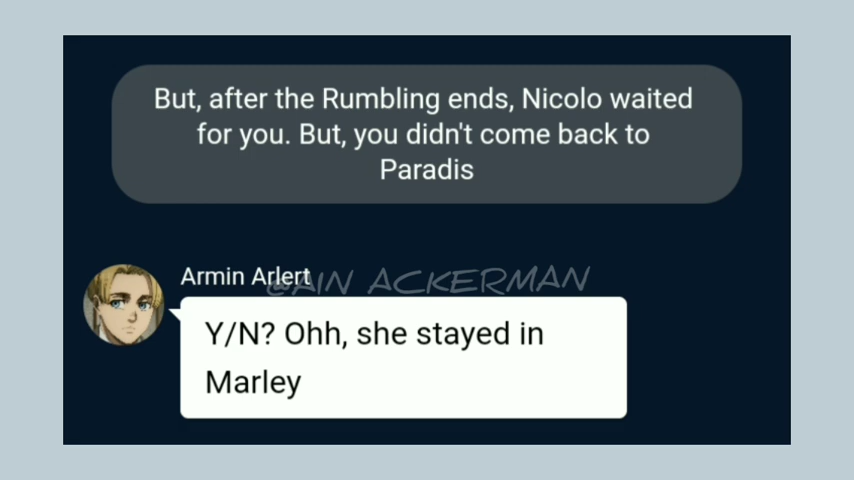 But, after the Rumbling ends, Nicolo waited
for you. But, you didn't come back to
Paradis
Armin Arlert
@AIN ACKERMAN
Y/N? Ohh, she stayed in
Marley